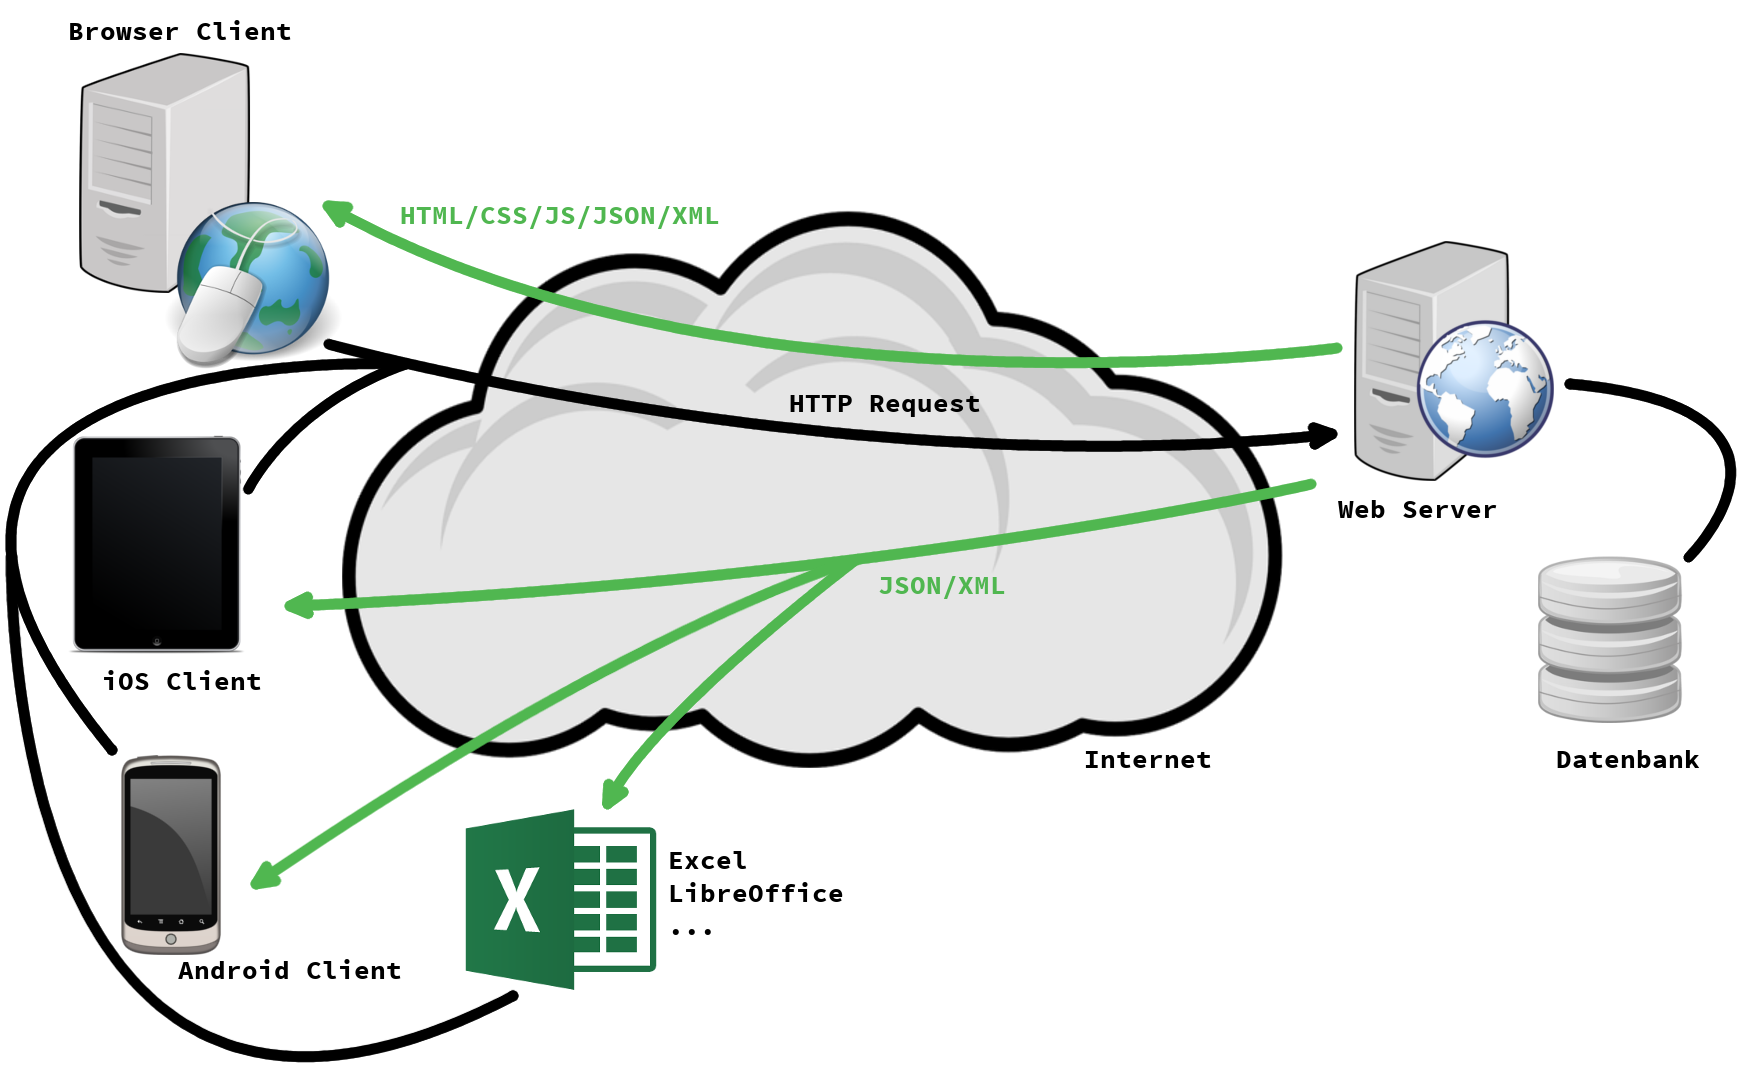 Browser Client
HTML/CSS/JS/JSON/XML
HTTP Request
Web Server
JSON/XML
iOS Client
Internet
Datenbank
X
Excel
LibreOffice
...
Android Client